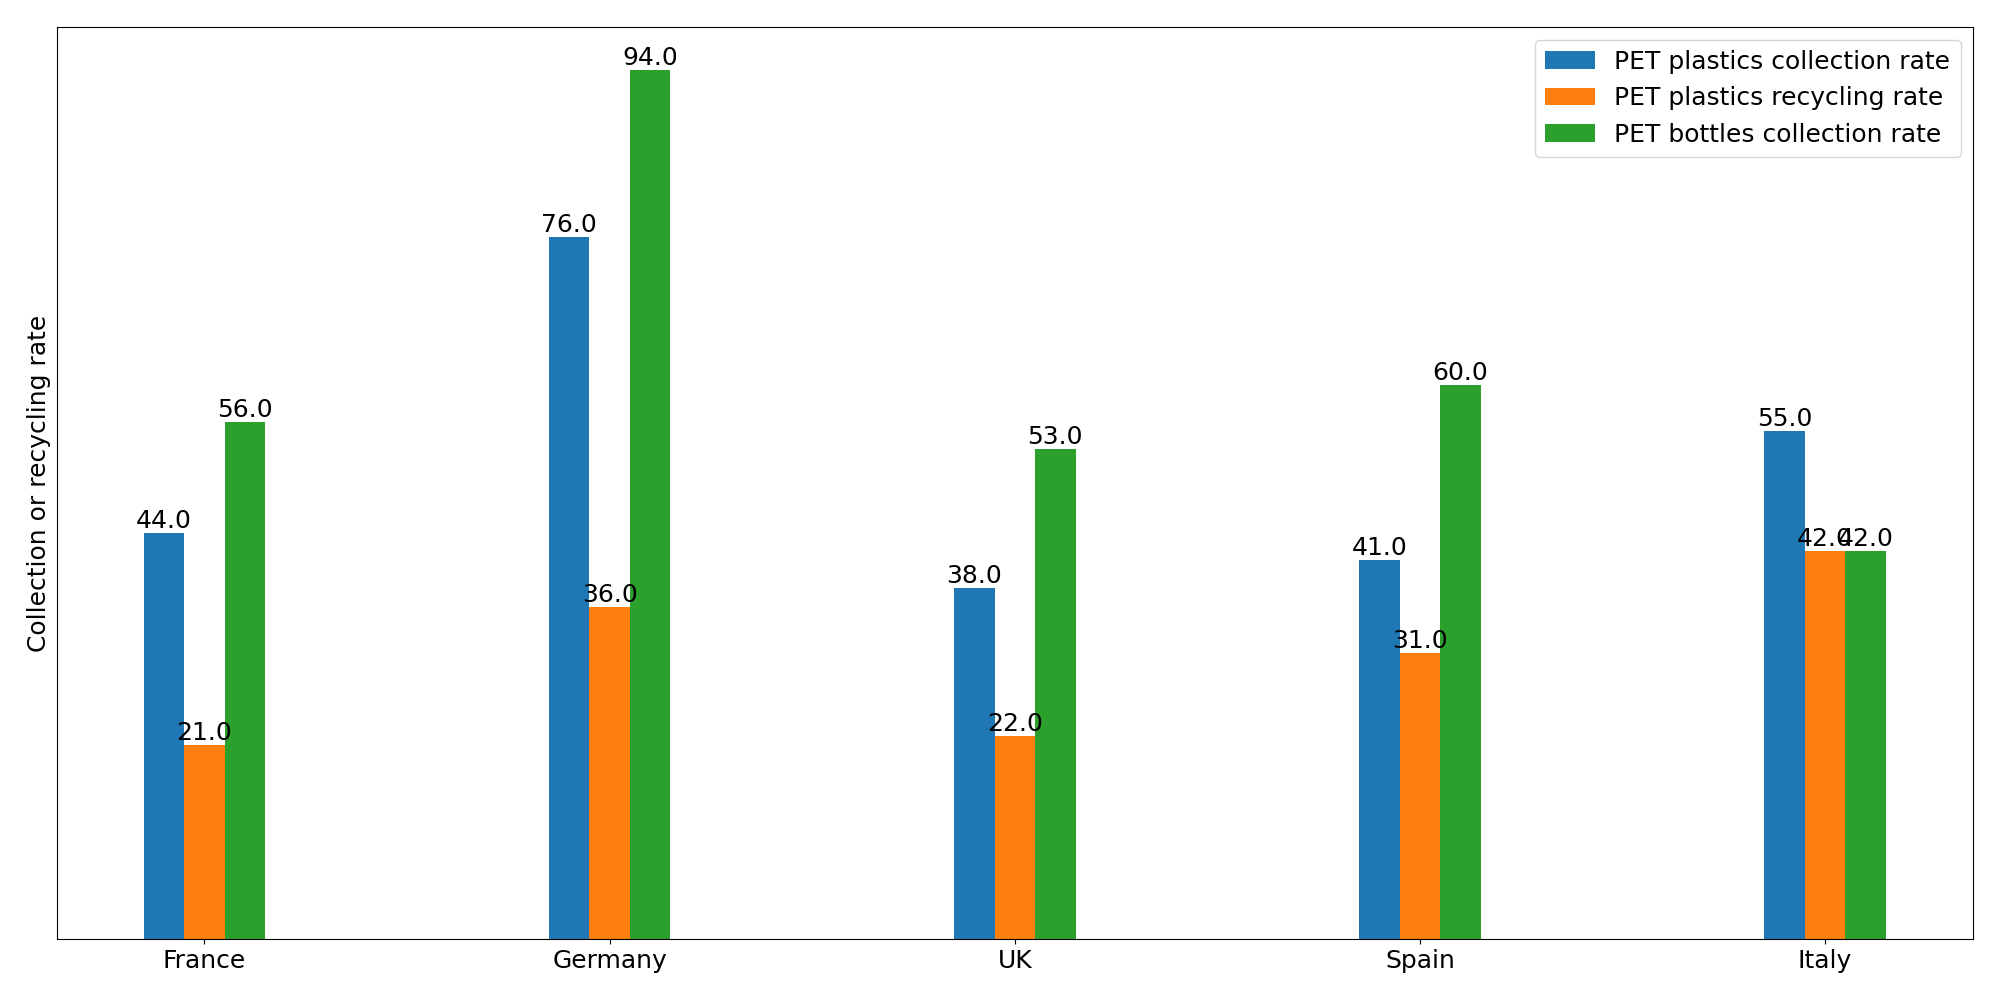 PET plastics collection rate
PET plastics recycling rate
PET bottles collection rate
Collection or recycling rate
44.0
21.0
56.0
76.0
36.0
94.0
38.0
22.0
53.0
41.0
31.0
60.0
55.0
42.0
42.0
France
Germany
UK
Spain
Italy